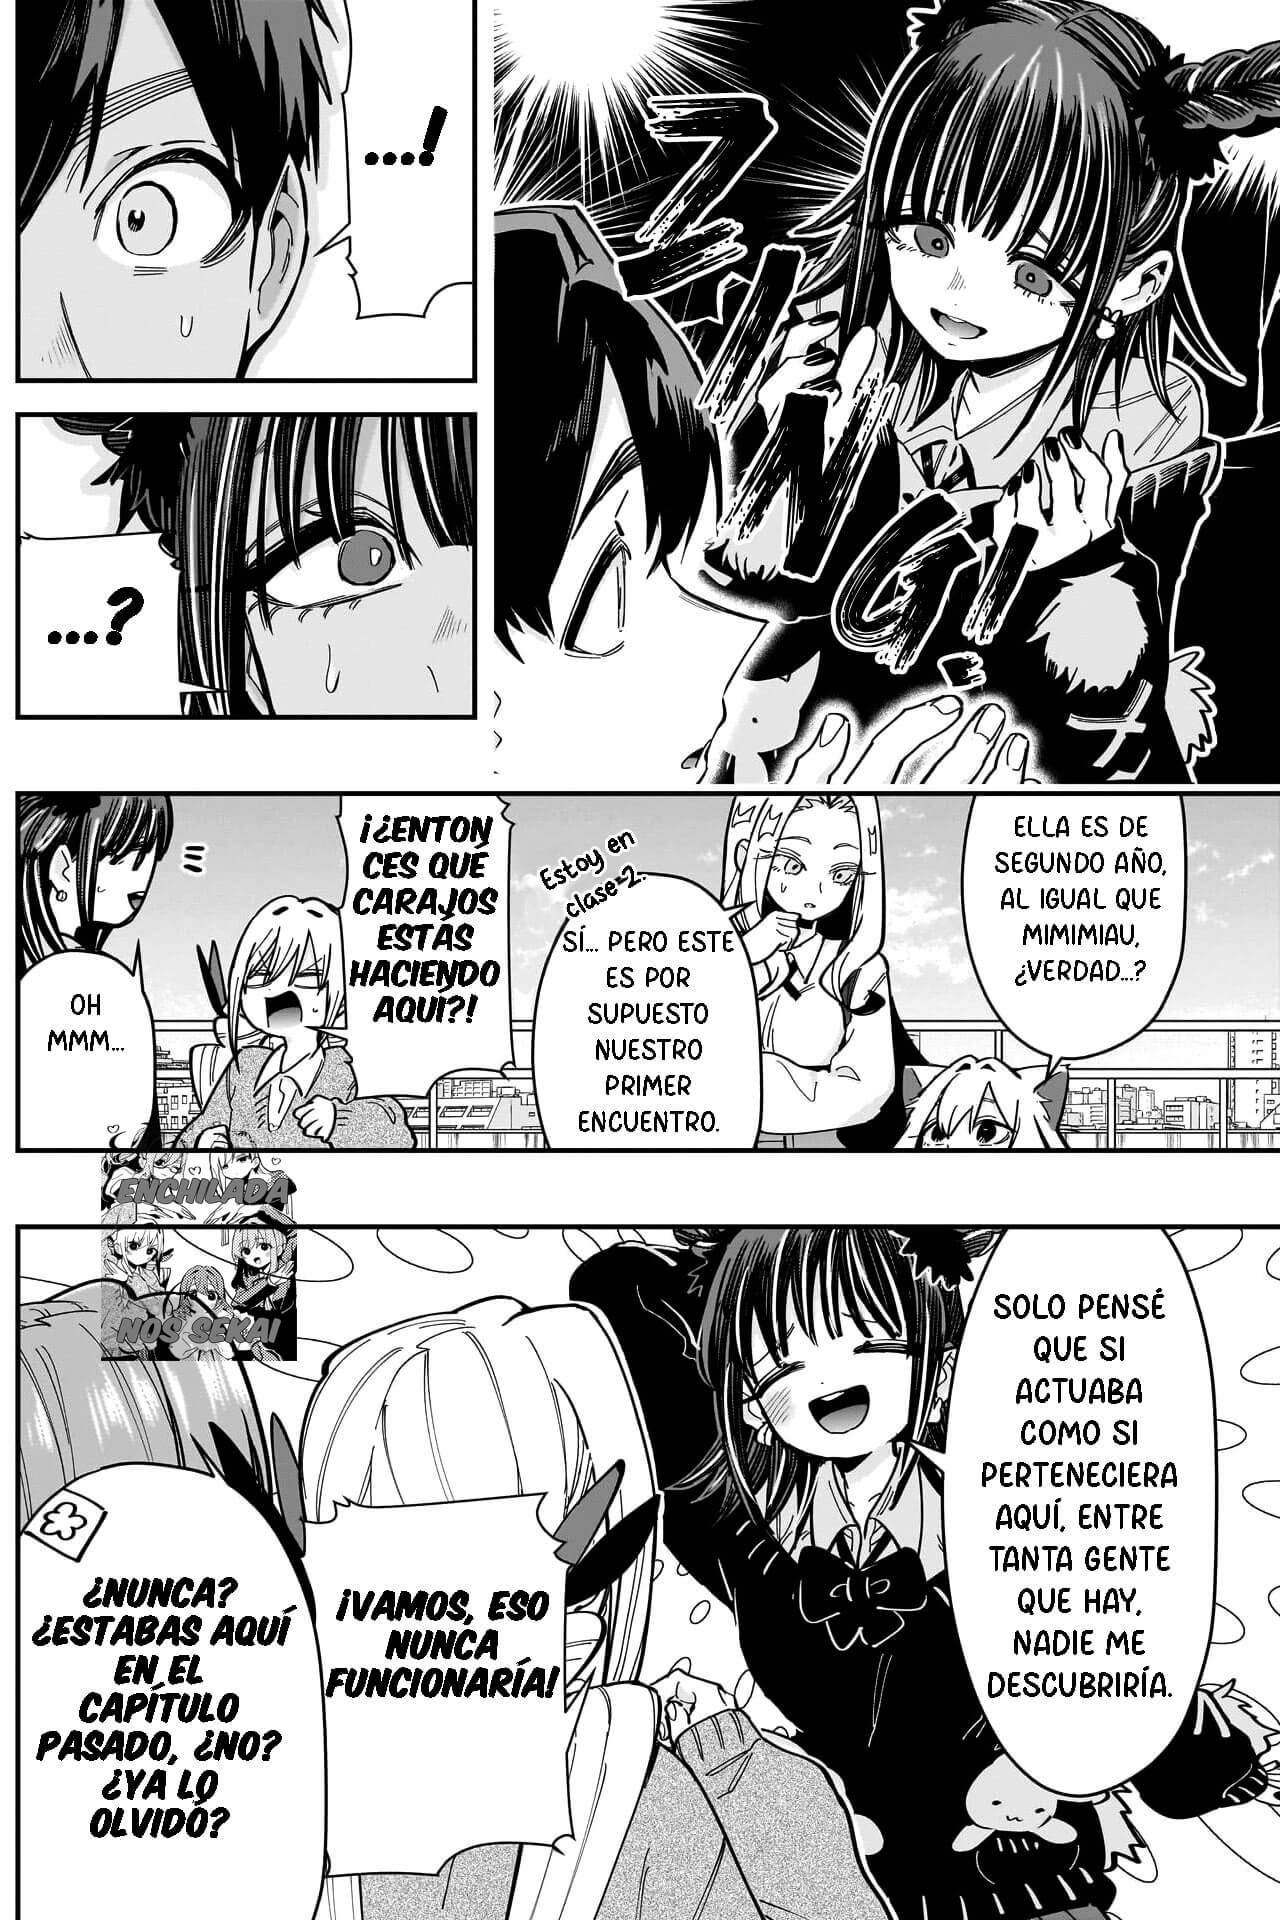 ZINGI
....!
....?
ELLA ES DE
SEGUNDO AÑO,
AL IGUAL QUE
MIMIMIAU,
¿VERDAD...?
Estoy en
clase-2.
SÍ... PERO ESTE
ES POR
SUPUESTO
NUESTRO
PRIMER
ENCUENTRO.
¡¿ENTON
CES QUÉ
CARAJOS
ESTÁS
HACIENDO
AQUI?!
OH
MMM...
SOLO PENSÉ
QUE SI
ACTUABA
COMO SI
PERTENECIERA
AQUÍ, ENTRE
TANTA GENTE
QUE HAY,
NADIE ME
DESCUBRIRÍA.
¡VAMOS, ESO
NUNCA
FUNCIONARÍA!
¿NUNCA?
¿ESTABAS AQUÍ
EN EL
CAPÍTULO
PASADO, ¿NO?
¿YA LO
OLVIDÓ?
ENCHILADA
NOS SEKAI